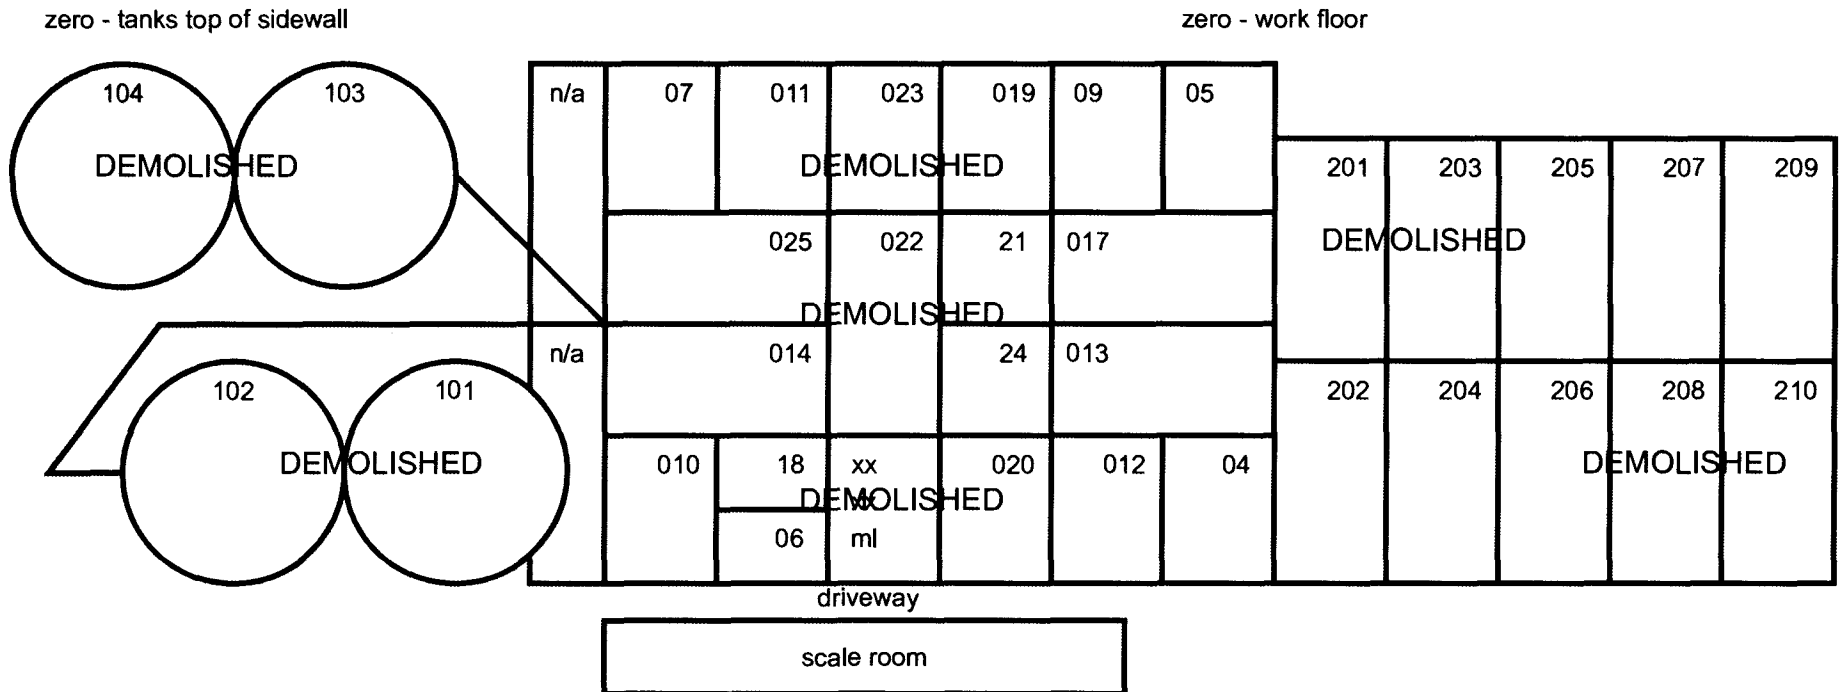 zero - tanks top of sidewall zero - work floor
104 103 n/a 07 011 023 019 09 05
DEMOLISHED DEMOLISHED 201 203 205 207 209
025 022 21 017 DEMOLISHED
DEMOLISHED
n/a 014 24 013
102 101 202 204 206 208 210
DEMOLISHED 010 18 xx 020 012 04 DEMOLISHED
DEMOLISHED
06 ml
driveway
scale room